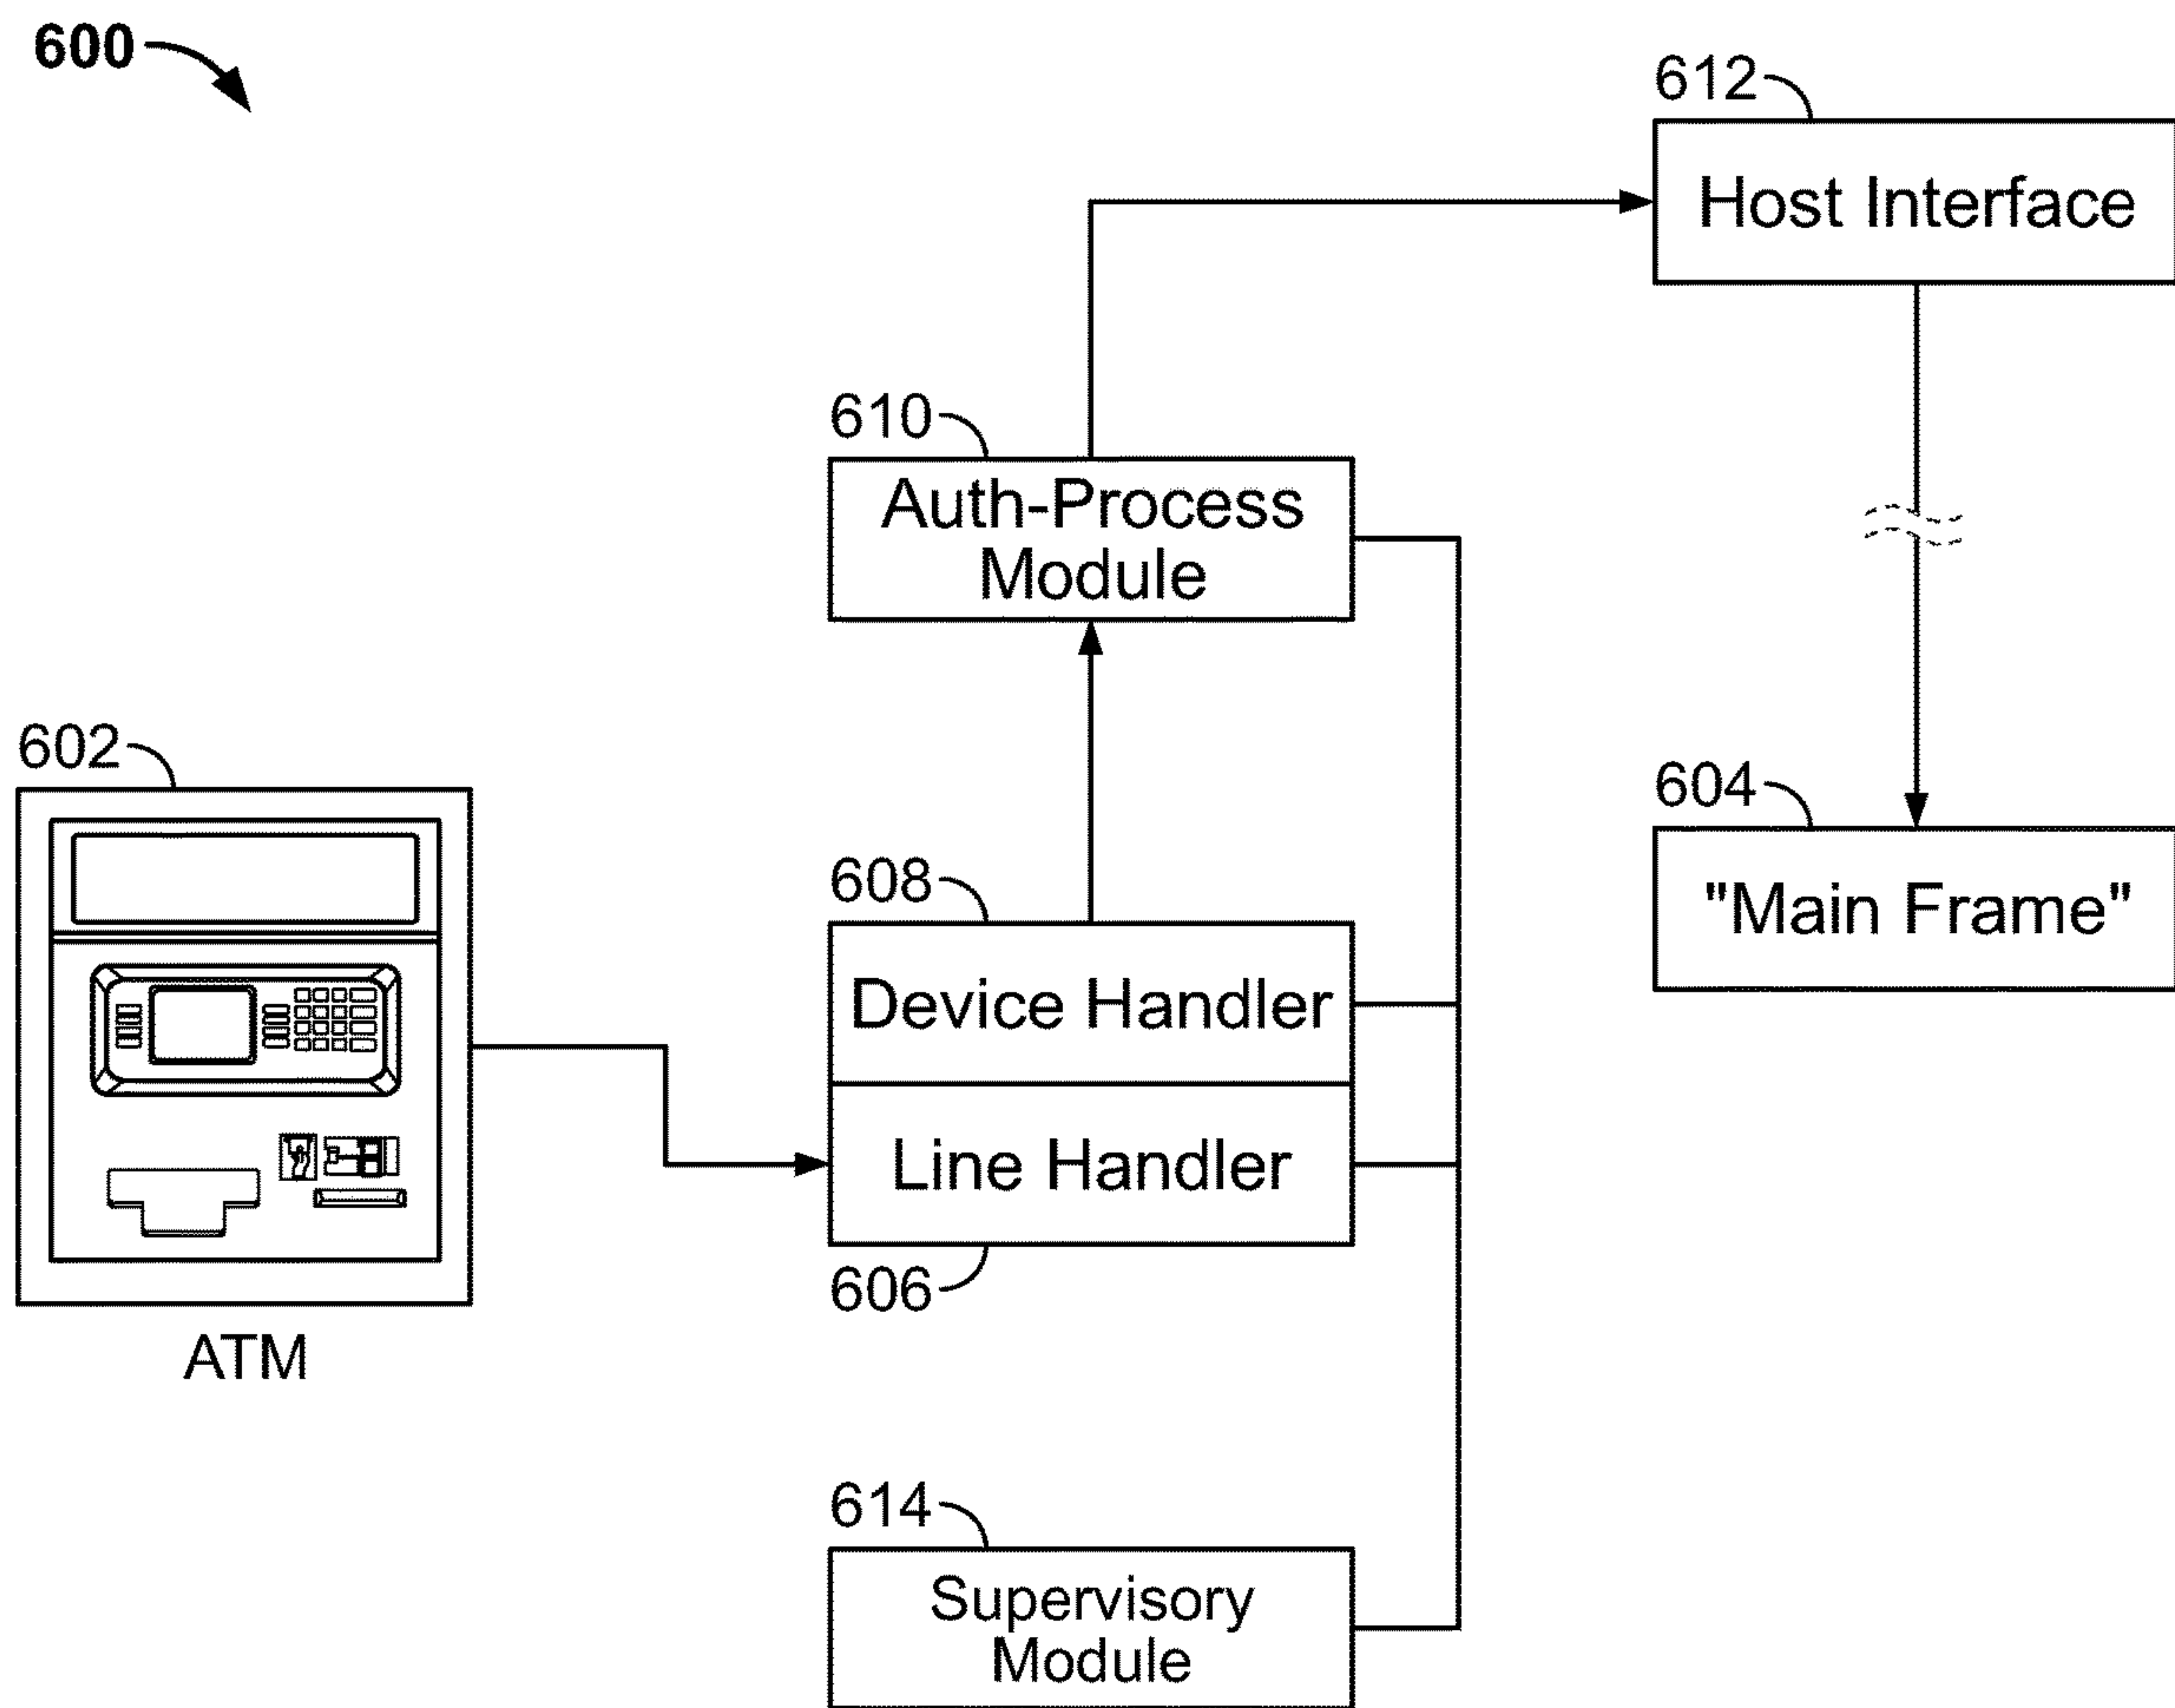 600
612
Host Interface
610
Auth-Process
Module
602
604
"Main Frame"
608
Device Handler
Line Handler
606
ATM
614
Supervisory
Module